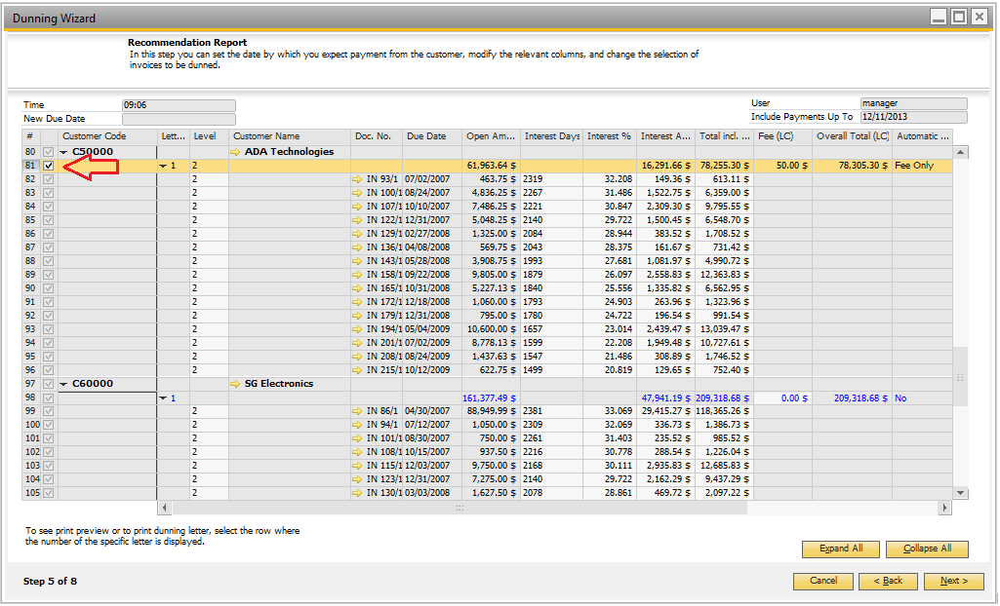 Dunning Wizard
Recommendation Report
In this step you can set the date by which you expect payment from the customer, modify the relevant columns, and change the selection of
invoices to be dunned.
Time 09:06 User manager
New Due Date Include Payments Up To 12/11/2013
# Customer Code Lett... Level Customer Name Doc. No. Due Date Open Am... Interest Days Interest % Interest A... Total incl. ... Fee (LC) Overall Total (LC) Automatic ...
80 C50000 ADA Technologies
81 1 2 61,963.64 $ 16,291.66 $ 78,255.30 $ 50.00 $ 78,305.30 $ Fee Only
82 2 IN 93/1 07/02/2007 463.75 $ 2319 32.208 149.36 $ 613.11 $
83 2 IN 100/1 08/24/2007 4,836.25 $ 2267 31.486 1,522.75 $ 6,359.00 $
84 2 IN 107/1 10/10/2007 7,486.25 $ 2221 30.847 2,309.30 $ 9,795.55 $
85 2 IN 122/1 12/31/2007 5,048.25 $ 2140 29.722 1,500.45 $ 6,548.70 $
86 2 IN 129/1 02/27/2008 1,325.00 $ 2084 28.944 383.52 $ 1,708.52 $
87 2 IN 136/1 04/08/2008 569.75 $ 2043 28.375 161.67 $ 731.42 $
88 2 IN 143/1 05/28/2008 3,908.75 $ 1993 27.681 1,081.97 $ 4,990.72 $
89 2 IN 158/1 09/22/2008 9,805.00 $ 1879 26.097 2,558.83 $ 12,363.83 $
90 2 IN 165/1 10/31/2008 5,227.13 $ 1840 25.556 1,335.82 $ 6,562.95 $
91 2 IN 172/1 12/18/2008 1,060.00 $ 1793 24.903 263.96 $ 1,323.96 $
92 2 IN 179/1 12/31/2008 795.00 $ 1780 24.722 196.54 $ 991.54 $
93 2 IN 194/1 05/04/2009 10,600.00 $ 1657 23.014 2,439.47 $ 13,039.47 $
94 2 IN 201/1 07/02/2009 8,778.13 $ 1599 22.208 1,949.48 $ 10,727.61 $
95 2 IN 208/1 08/24/2009 1,437.63 $ 1547 21.486 308.89 $ 1,746.52 $
96 2 IN 215/1 10/12/2009 622.75 $ 1499 20.819 129.65 $ 752.40 $
97 C60000 SG Electronics
98 1 161,377.49 $ 47,941.19 $ 209,318.68 $ 0.00 $ 209,318.68 $ No
99 2 IN 86/1 04/30/2007 88,949.99 $ 2381 33.069 29,415.27 $ 118,365.26 $
100 2 IN 94/1 07/12/2007 1,050.00 $ 2309 32.069 336.73 $ 1,386.73 $
101 2 IN 101/1 08/30/2007 750.00 $ 2261 31.403 235.52 $ 985.52 $
102 2 IN 108/1 10/15/2007 937.50 $ 2216 30.778 288.54 $ 1,226.04 $
103 2 IN 115/1 12/03/2007 9,750.00 $ 2168 30.111 2,935.83 $ 12,685.83 $
104 2 IN 123/1 12/31/2007 7,275.00 $ 2140 29.722 2,162.29 $ 9,437.29 $
105 2 IN 130/1 03/03/2008 1,627.50 $ 2078 28.861 469.72 $ 2,097.22 $
To see print preview or to print dunning letter, select the row where
the number of the specific letter is displayed.
Expand All Collapse All
Step 5 of 8 Cancel < Back Next >